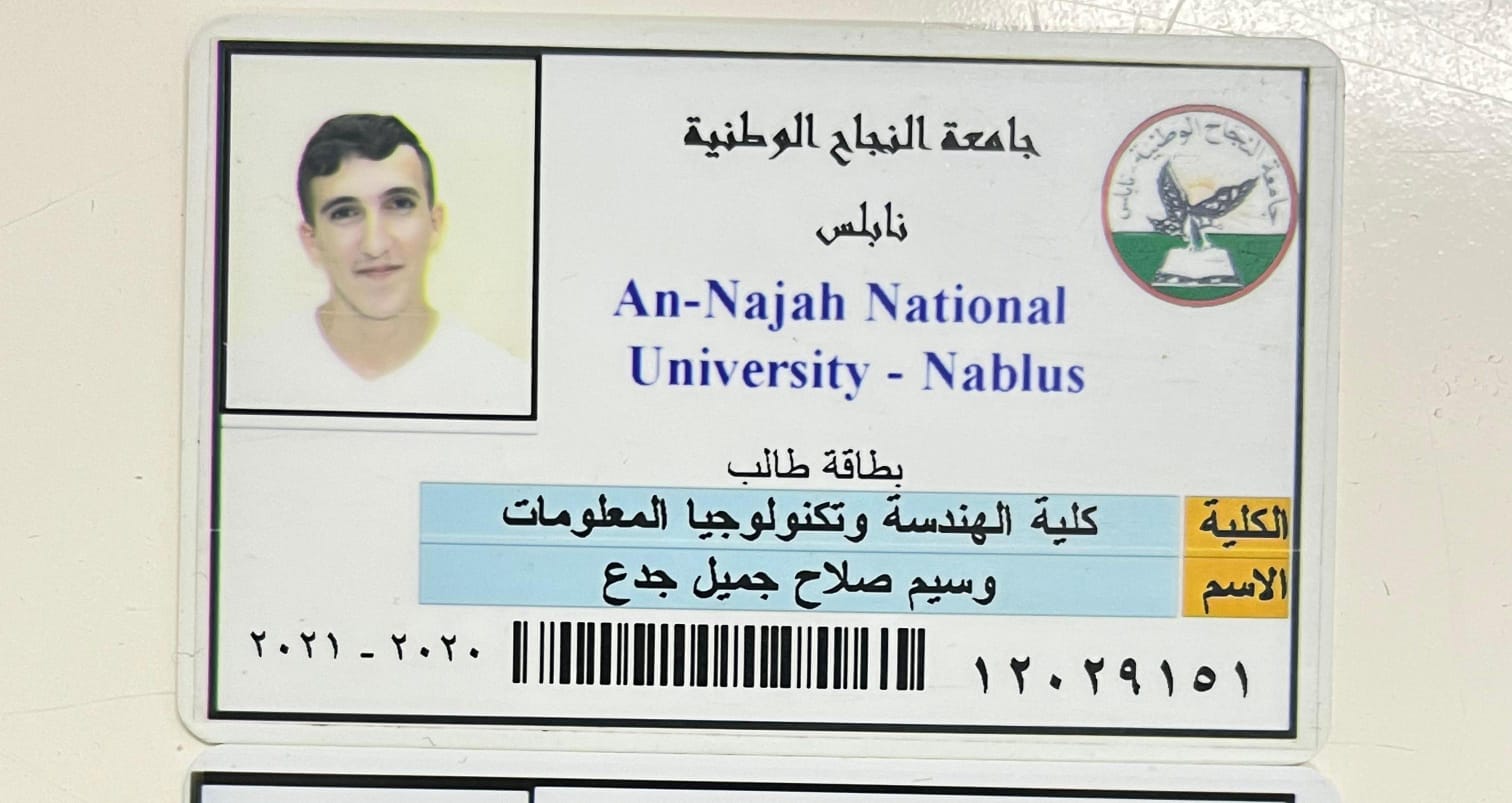 جامعة النجاح الوطنية
نابلس
جامعة النجاح الوطنية - نابلس
An-Najah National
University - Nablus
بطاقة طالب
الكلية كلية الهندسة وتكنولوجيا المعلومات
الاسم وسيم صلاح جميل جدع
١٢٠٢٩١٥١
٢٠٢٠ - ٢٠٢١